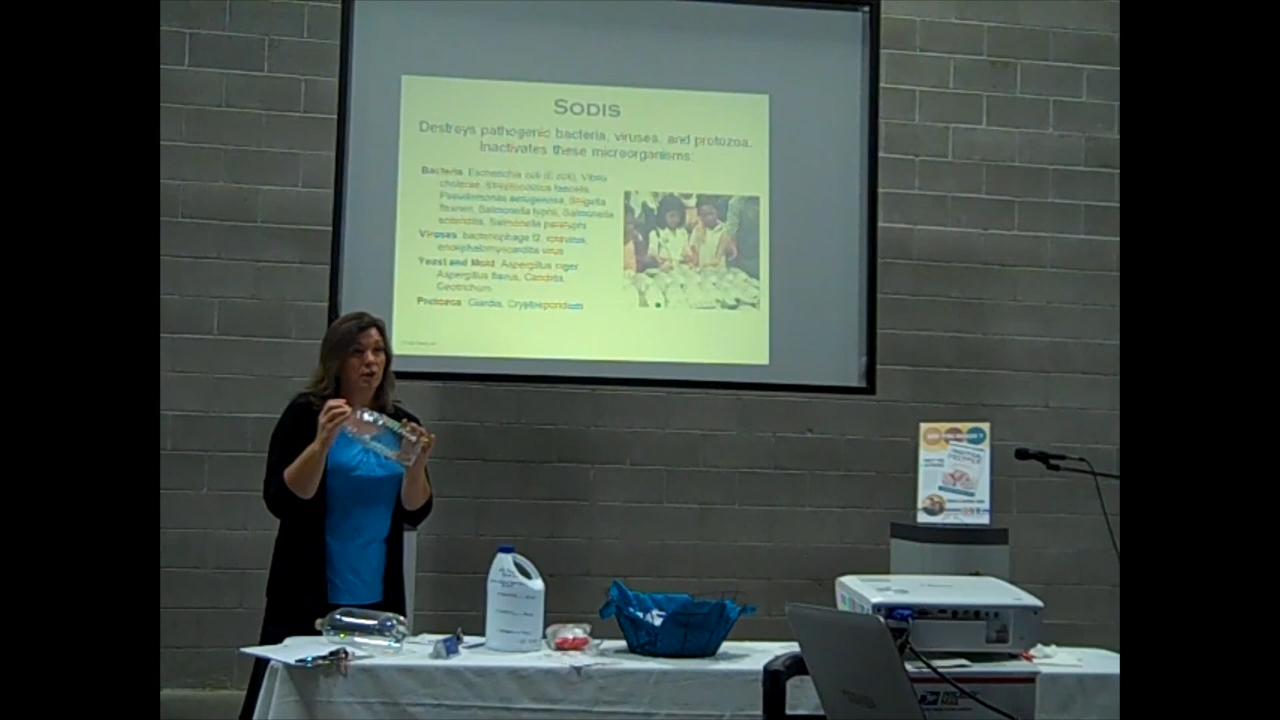 SODIS
Destroys pathogenic bacteria, viruses, and protozoa.
Inactivates these microorganisms:
Bacteria: Escherichia coli (E. coli), Vibrio
cholerae, Streptococcus faecalis,
Pseudomonas aerugenosa, Shigella
flexneri, Salmonella typhii, Salmonella
enteritidis, Salmonella paratyphi
Viruses: bacteriophage f2, rotavirus,
encephalomyocarditis virus
Yeast and Mold: Aspergillus niger,
Aspergillus flavus, Candida,
Geotrichum
Protozoa: Giardia, Cryptosporidium
PEOPLE